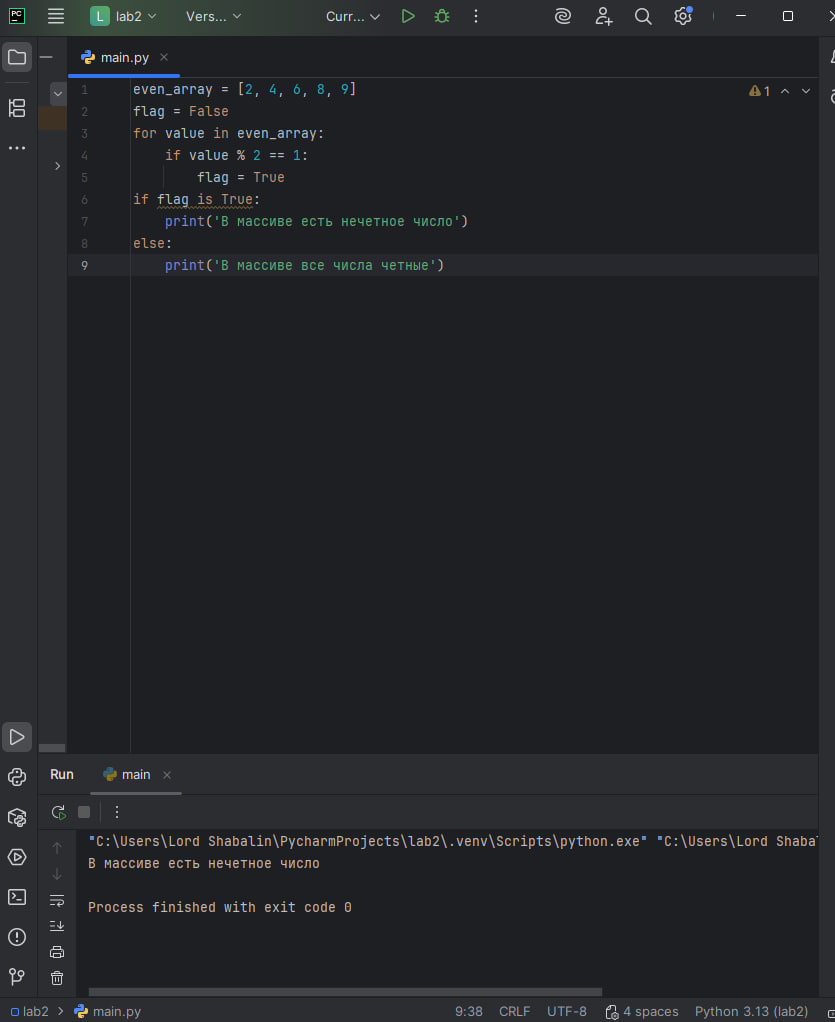 PC
L lab2 Vers... Curr...
main.py
1 even_array = [2, 4, 6, 8, 9]
1
2 flag = False
3 for value in even_array:
4 if value % 2 == 1:
5 flag = True
6 if flag is True:
7 print('В массиве есть нечетное число')
8 else:
9 print('В массиве все числа четные')
Run main
"C:\Users\Lord Shabalin\PycharmProjects\lab2\.venv\Scripts\python.exe" "C:\Users\Lord Shabal
В массиве есть нечетное число
Process finished with exit code 0
lab2 main.py 9:38 CRLF UTF-8 4 spaces Python 3.13 (lab2)